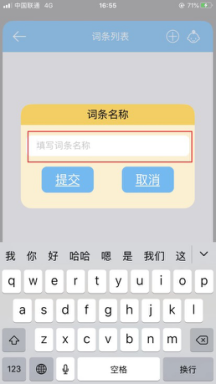 中国联通 4G 16:55 71%
词条列表
词条名称
填写词条名称
提交 取消
我 你 好 哈哈 嗯 是 我们 这
q w e r t y u i o p
a s d f g h j k l
z x c v b n m
123 空格 换行